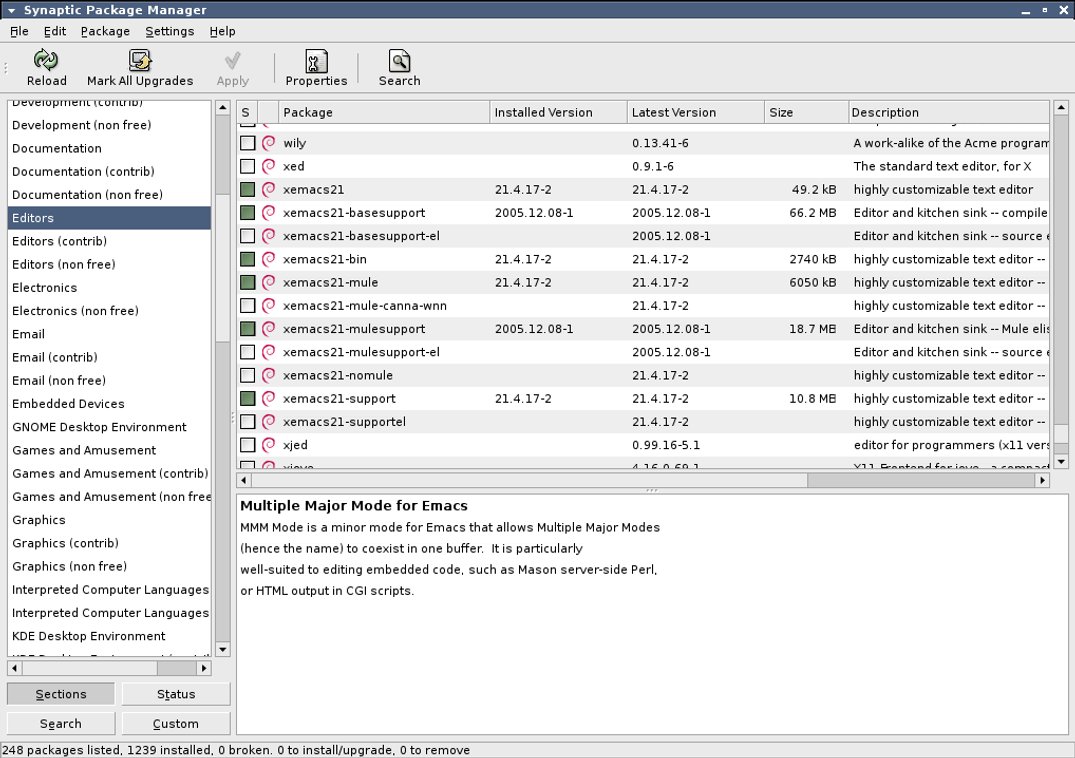 Synaptic Package Manager
File Edit Package Settings Help
Reload Mark All Upgrades Apply Properties Search
Development (contrib)
Development (non free)
Documentation
Documentation (contrib)
Documentation (non free)
Editors
Editors (contrib)
Editors (non free)
Electronics
Electronics (non free)
Email
Email (contrib)
Email (non free)
Embedded Devices
GNOME Desktop Environment
Games and Amusement
Games and Amusement (contrib)
Games and Amusement (non free
Graphics
Graphics (contrib)
Graphics (non free)
Interpreted Computer Languages
Interpreted Computer Languages
KDE Desktop Environment
Sections Status
Search Custom
S Package Installed Version Latest Version Size Description
wily 0.13.41-6 A work-alike of the Acme program
xed 0.9.1-6 The standard text editor, for X
xemacs21 21.4.17-2 21.4.17-2 49.2 kB highly customizable text editor
xemacs21-basesupport 2005.12.08-1 2005.12.08-1 66.2 MB Editor and kitchen sink -- compile
xemacs21-basesupport-el 2005.12.08-1 Editor and kitchen sink -- source e
xemacs21-bin 21.4.17-2 21.4.17-2 2740 kB highly customizable text editor --
xemacs21-mule 21.4.17-2 21.4.17-2 6050 kB highly customizable text editor --
xemacs21-mule-canna-wnn 21.4.17-2 highly customizable text editor --
xemacs21-mulesupport 2005.12.08-1 2005.12.08-1 18.7 MB Editor and kitchen sink -- Mule elis
xemacs21-mulesupport-el 2005.12.08-1 Editor and kitchen sink -- source e
xemacs21-nomule 21.4.17-2 highly customizable text editor --
xemacs21-support 21.4.17-2 21.4.17-2 10.8 MB highly customizable text editor --
xemacs21-supportel 21.4.17-2 highly customizable text editor --
xjed 0.99.16-5.1 editor for programmers (x11 vers
Multiple Major Mode for Emacs
MMM Mode is a minor mode for Emacs that allows Multiple Major Modes
(hence the name) to coexist in one buffer. It is particularly
well-suited to editing embedded code, such as Mason server-side Perl,
or HTML output in CGI scripts.
248 packages listed, 1239 installed, 0 broken. 0 to install/upgrade, 0 to remove